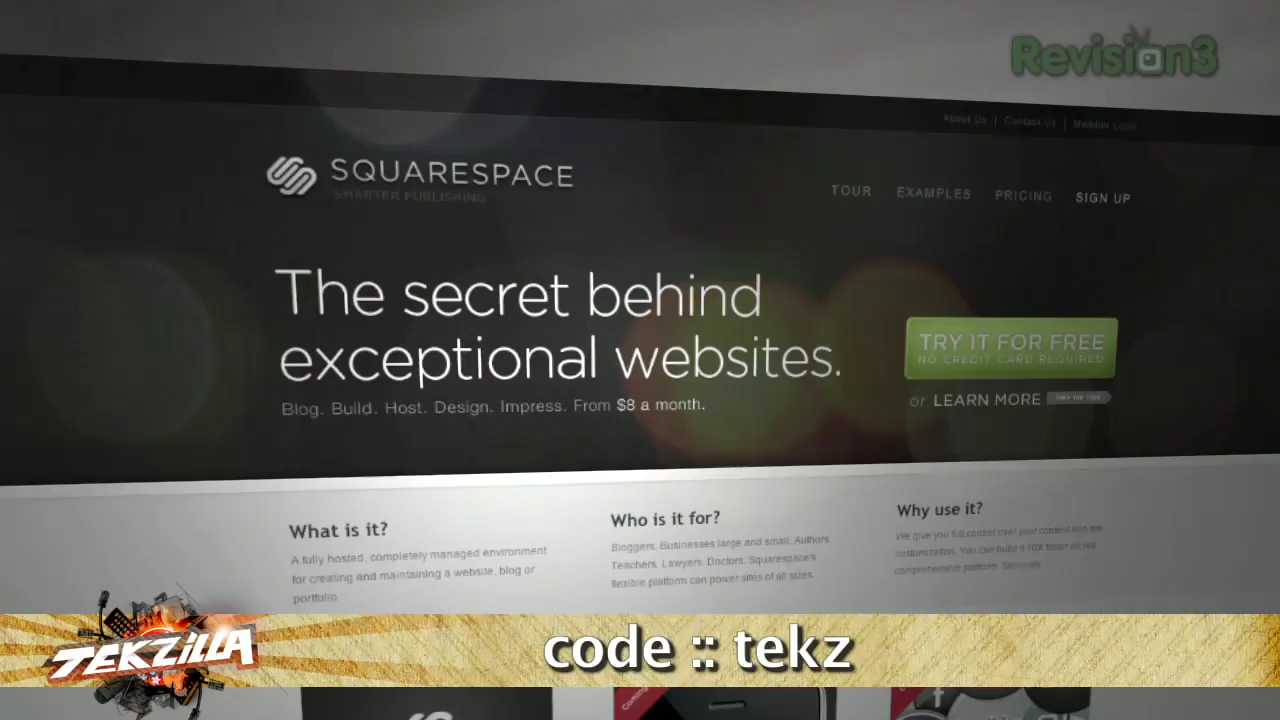 Revision3
About Us | Contact Us | Member Login
SQUARESPACE
SMARTER PUBLISHING
TOUR EXAMPLES PRICING SIGN UP
The secret behind
exceptional websites.
Blog. Build. Host. Design. Impress. From $8 a month.
TRY IT FOR FREE
NO CREDIT CARD REQUIRED
or LEARN MORE
What is it?
A fully hosted, completely managed environment
for creating and maintaining a website, blog or
portfolio.
Who is it for?
Bloggers. Businesses large and small. Authors.
Teachers. Lawyers. Doctors. Squarespace's
flexible platform can power sites of all sizes.
Why use it?
We give you full control over your content and
customization. You can build it 10X faster on our
comprehensive platform. Seriously.
TEKZILLA
code :: tekz
Coming